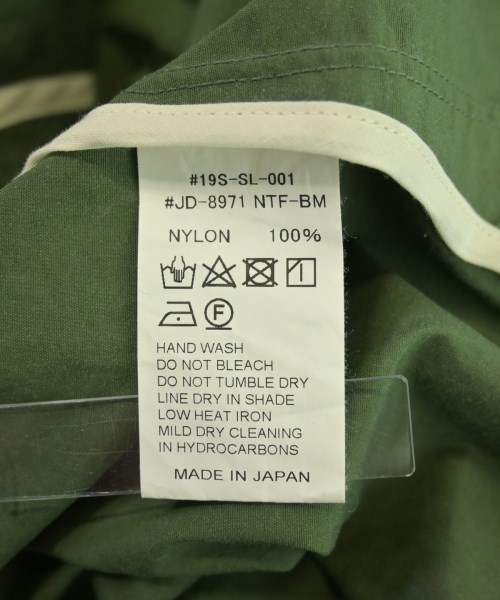 #19S-SL-001
#JD-8971 NTF-BM
NYLON 100%
F
HAND WASH
DO NOT BLEACH
DO NOT TUMBLE DRY
LINE DRY IN SHADE
LOW HEAT IRON
MILD DRY CLEANING
IN HYDROCARBONS
MADE IN JAPAN